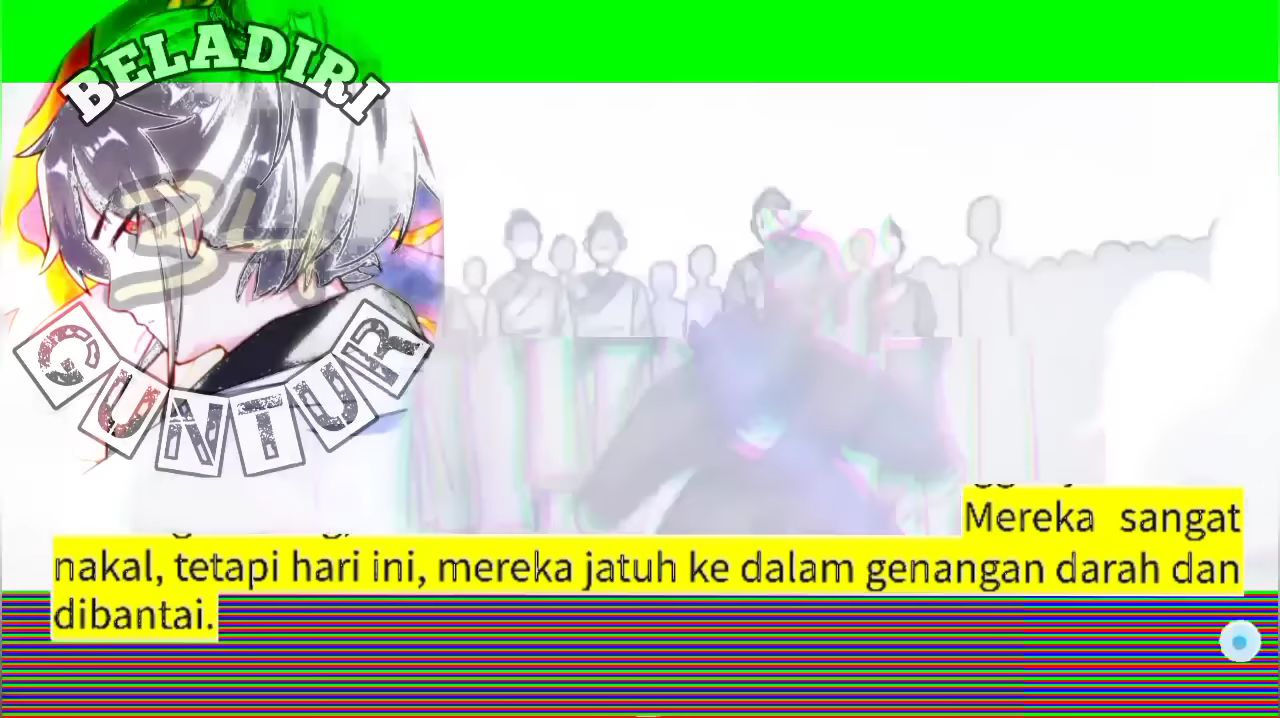 BELADIRI
GUNTUR
Mereka sangat
nakal, tetapi hari ini, mereka jatuh ke dalam genangan darah dan
dibantai.